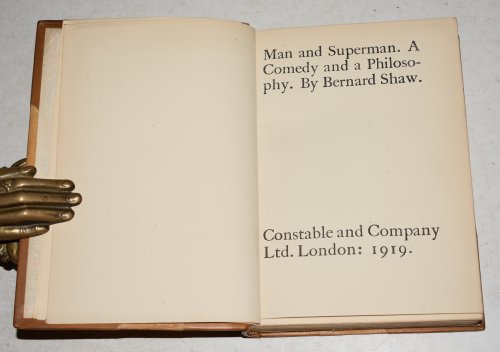 Man and Superman. A
Comedy and a Philoso-
phy. By Bernard Shaw.
Constable and Company
Ltd. London: 1919.